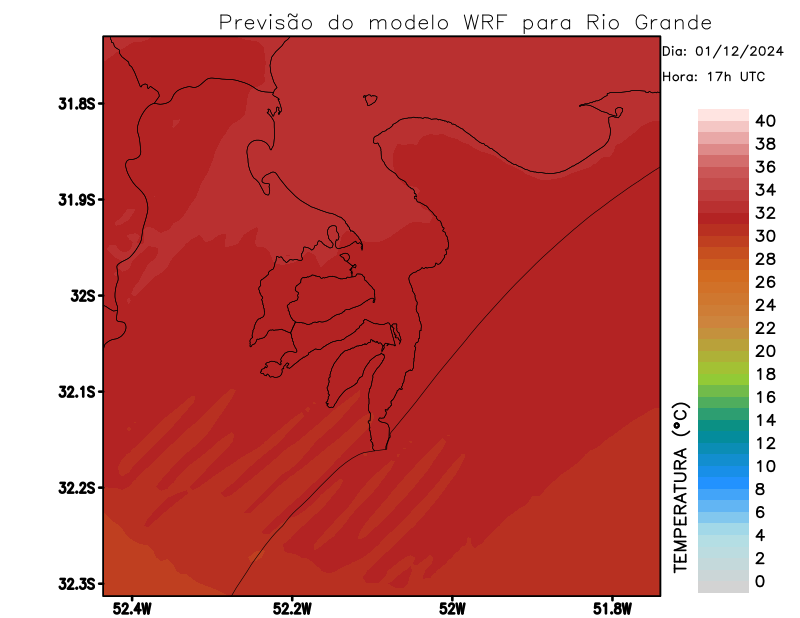 Previsão do modelo WRF para Rio Grande
Dia: 01/12/2024
Hora: 17h UTC
31.8S
31.9S
32S
32.1S
32.2S
32.3S
52.4W
52.2W
52W
51.8W
TEMPERATURA (°C)
40
38
36
34
32
30
28
26
24
22
20
18
16
14
12
10
8
6
4
2
0